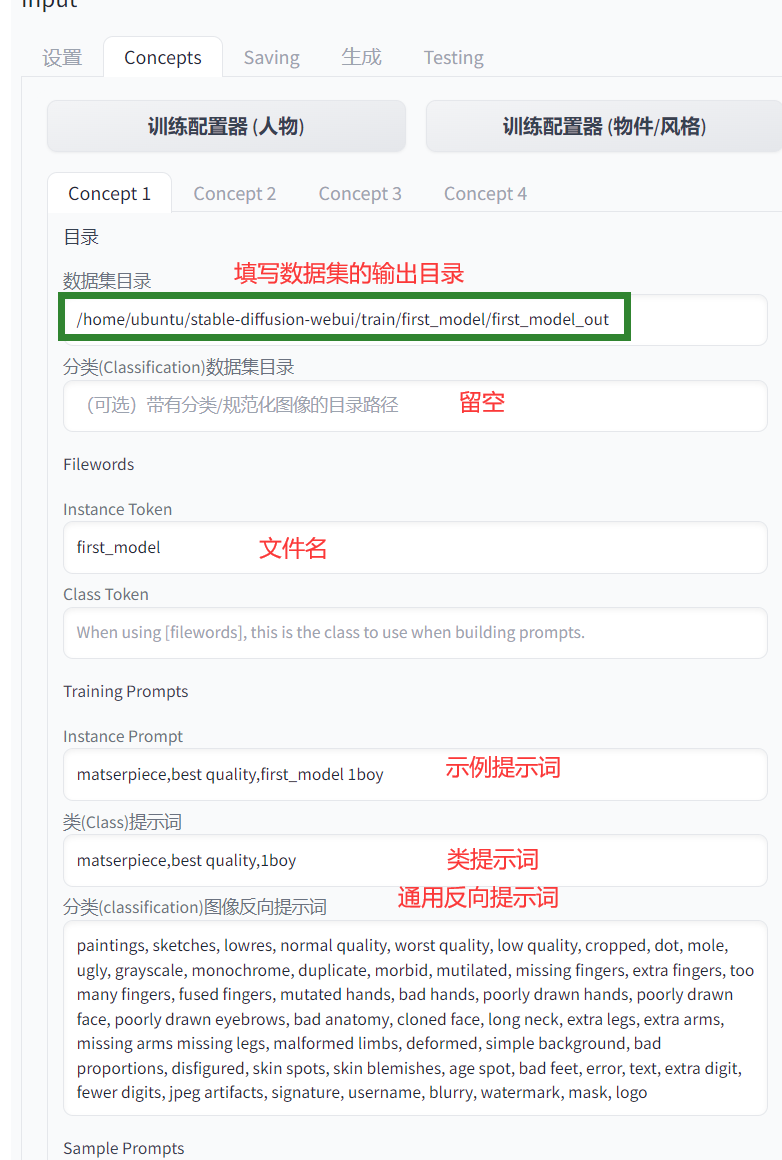 Input
设置 Concepts Saving 生成 Testing
训练配置器 (人物) 训练配置器 (物件/风格)
Concept 1 Concept 2 Concept 3 Concept 4
目录
数据集目录 填写数据集的输出目录
/home/ubuntu/stable-diffusion-webui/train/first_model/first_model_out
分类(Classification)数据集目录
（可选）带有分类/规范化图像的目录路径 留空
Filewords
Instance Token
first_model 文件名
Class Token
When using [filewords], this is the class to use when building prompts.
Training Prompts
Instance Prompt
matserpiece,best quality,first_model 1boy 示例提示词
类(Class)提示词
matserpiece,best quality,1boy 类提示词
分类(classification)图像反向提示词 通用反向提示词
paintings, sketches, lowres, normal quality, worst quality, low quality, cropped, dot, mole,
ugly, grayscale, monochrome, duplicate, morbid, mutilated, missing fingers, extra fingers, too
many fingers, fused fingers, mutated hands, bad hands, poorly drawn hands, poorly drawn
face, poorly drawn eyebrows, bad anatomy, cloned face, long neck, extra legs, extra arms,
missing arms missing legs, malformed limbs, deformed, simple background, bad
proportions, disfigured, skin spots, skin blemishes, age spot, bad feet, error, text, extra digit,
fewer digits, jpeg artifacts, signature, username, blurry, watermark, mask, logo
Sample Prompts